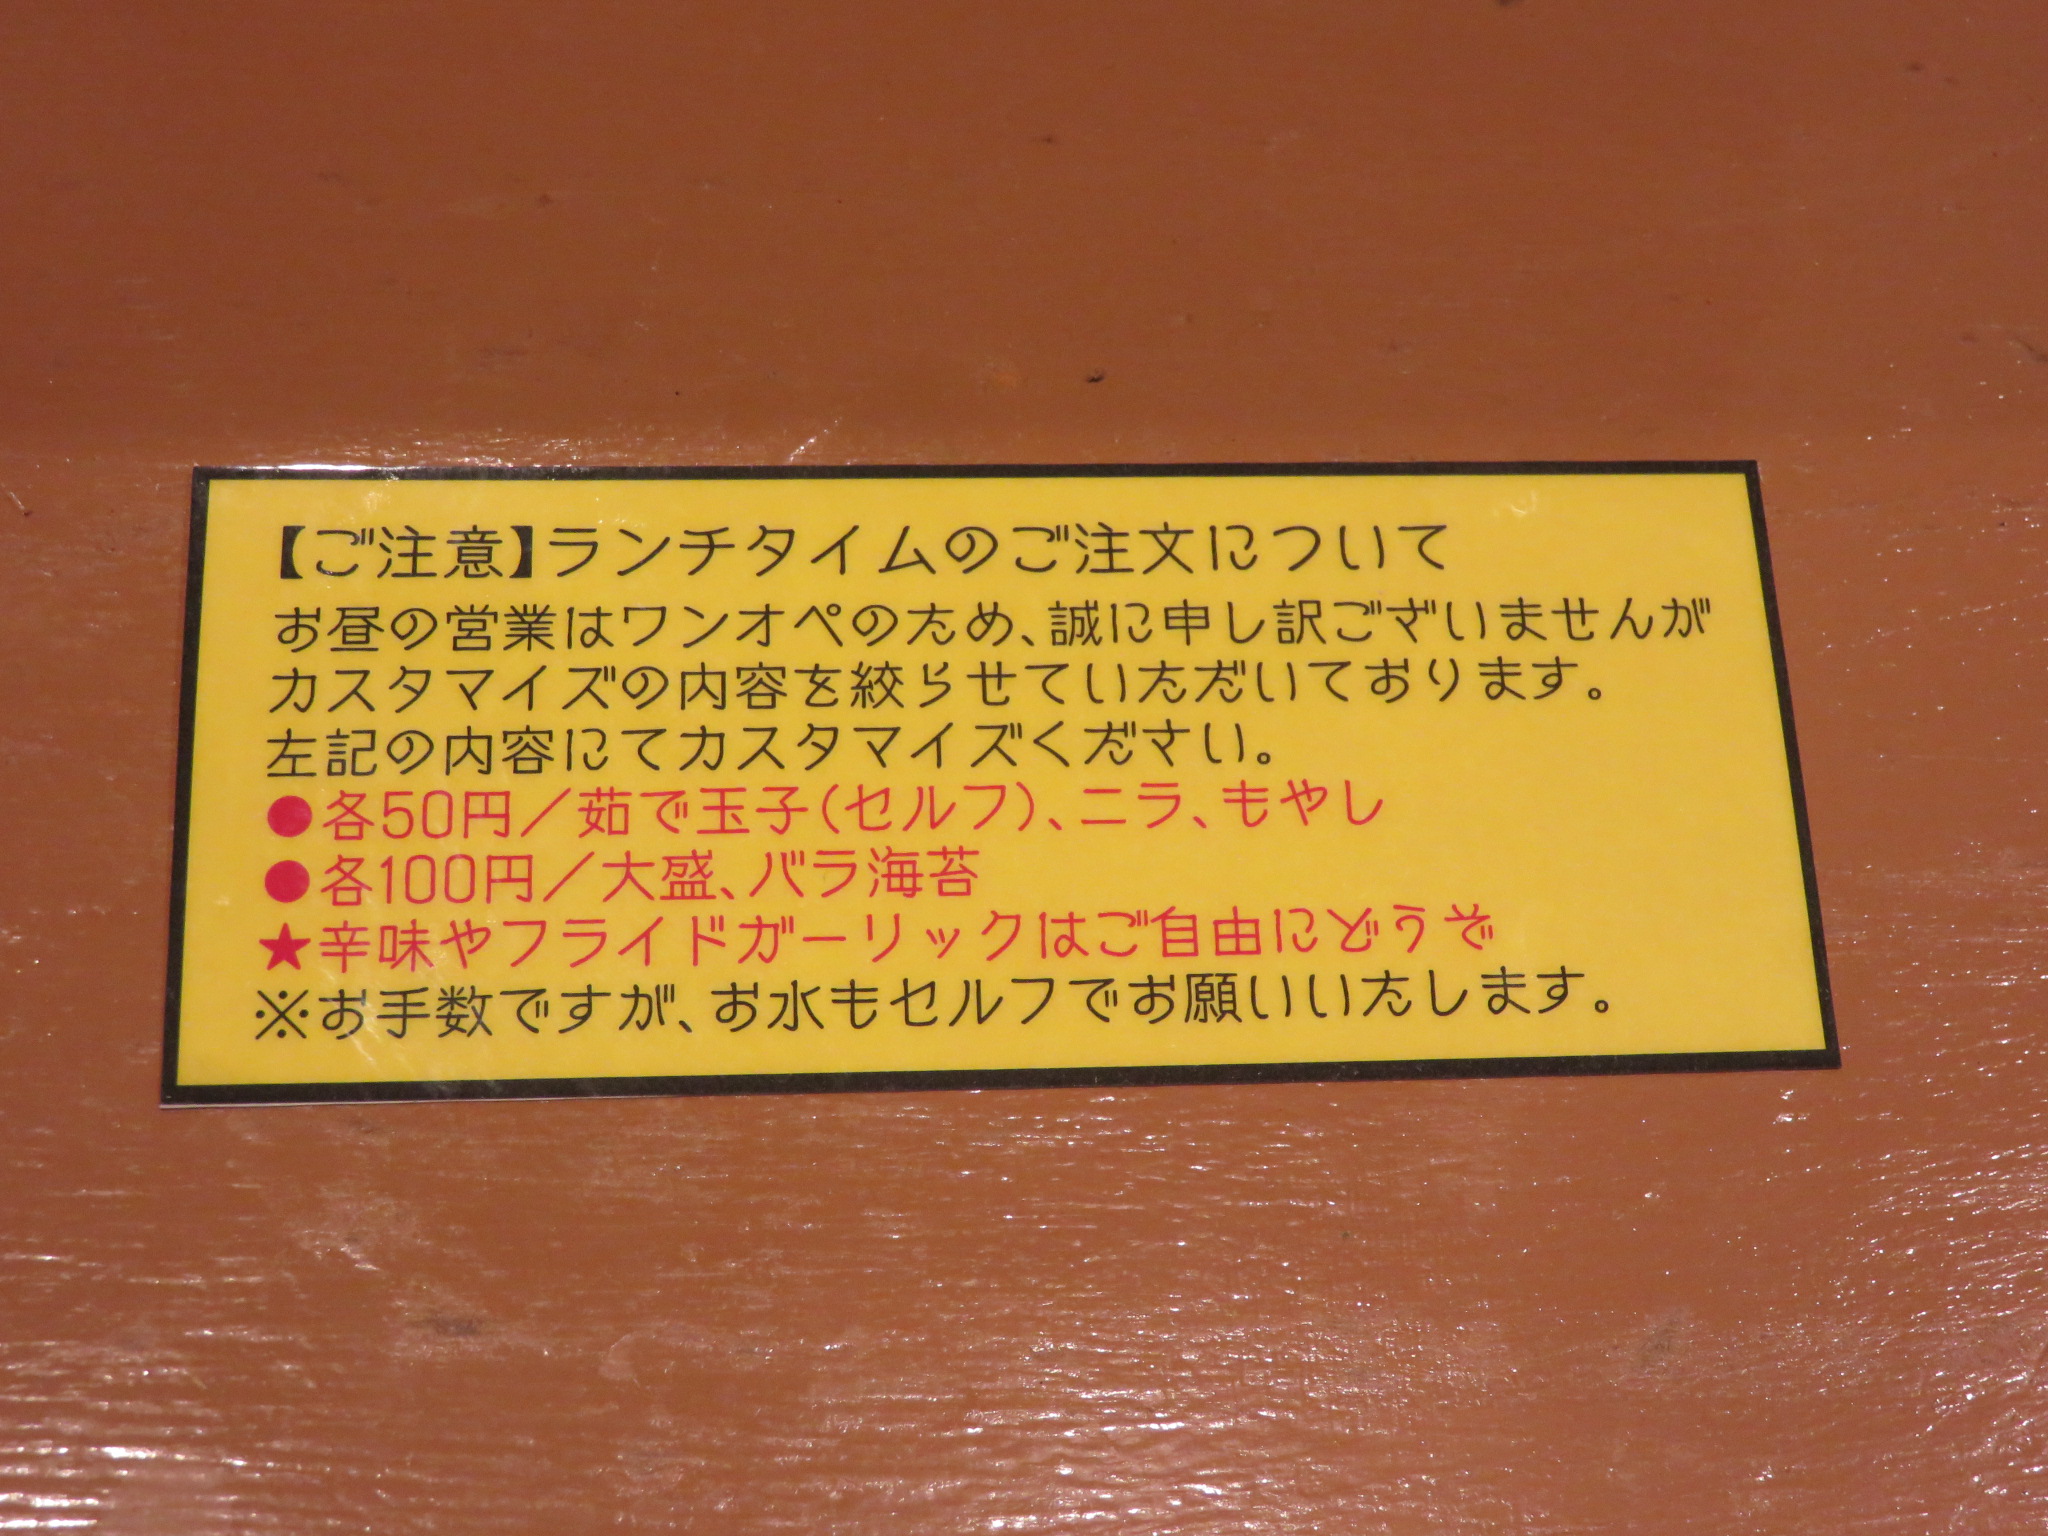 【ご注意】ランチタイムのご注文について
お昼の営業はワンオペのため、誠に申し訳ございませんが
カスタマイズの内容を絞らせていただいております。
左記の内容にてカスタマイズください。
●各50円／茹で玉子(セルフ)、ニラ、もやし
●各100円／大盛、バラ海苔
★辛味やフライドガーリックはご自由にどうぞ
※お手数ですが、お水もセルフでお願いいたします。